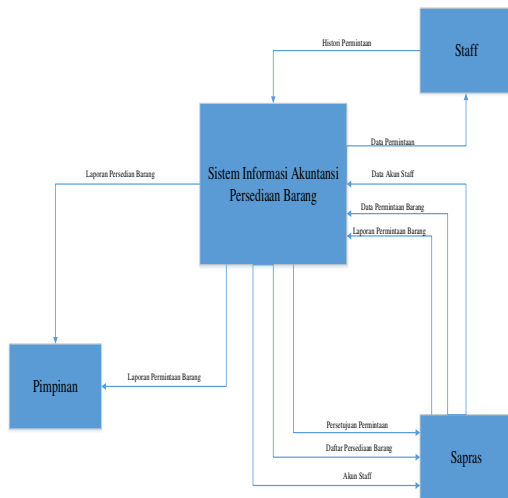 Histori Permintaan
Staff
Data Permintaan
Sistem Informasi Akuntansi
Persediaan Barang
Laporan Persedian Barang
Data Akun Staff
Data Permintaan Barang
Laporan Permintaan Barang
Pimpinan
Laporan Permintaan Barang
Persetujuan Permintaan
Daftar Persediaan Barang
Sapras
Akun Staff